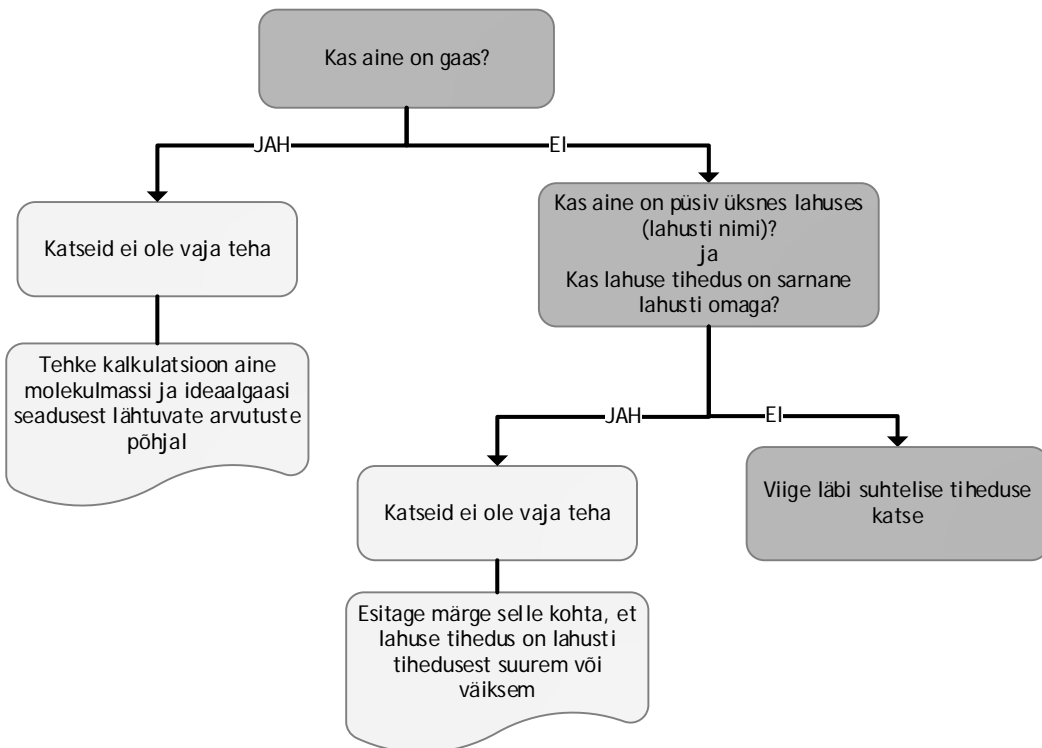 Kas aine on gaas?
JAH
EI
Katseid ei ole vaja teha
Kas aine on püsiv üksnes lahuses
(lahusti nimi)?
ja
Kas lahuse tihedus on sarnane
lahusti omaga?
Tehke kalkulatsioon aine
molekulmassi ja ideaalgaasi
seadusest lähtuvate arvutuste
põhjal
JAH
EI
Katseid ei ole vaja teha
Viige läbi suhtelise tiheduse
katse
Esitage märge selle kohta, et
lahuse tihedus on lahusti
tihedusest suurem või
väiksem